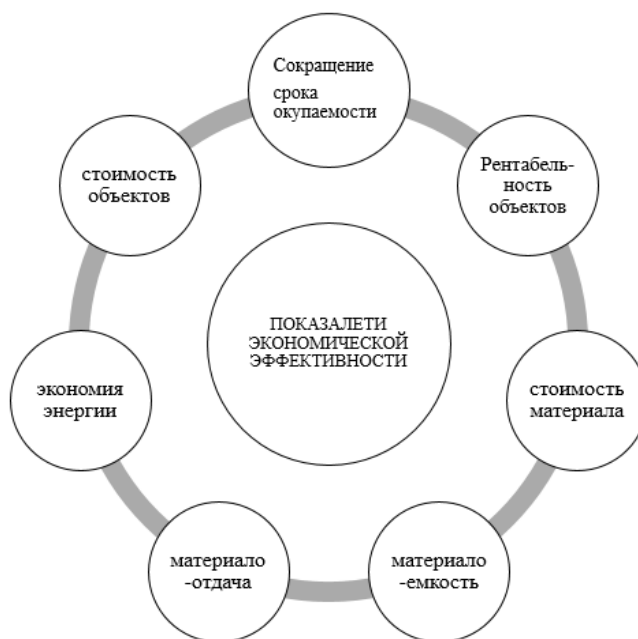 Сокращение
срока
окупаемости
Рентабель-
ность
объектов
стоимость
материала
материало
-емкость
материало
-отдача
экономия
энергии
стоимость
объектов
ПОКАЗАЛЕТИ
ЭКОНОМИЧЕСКОЙ
ЭФФЕКТИВНОСТИ